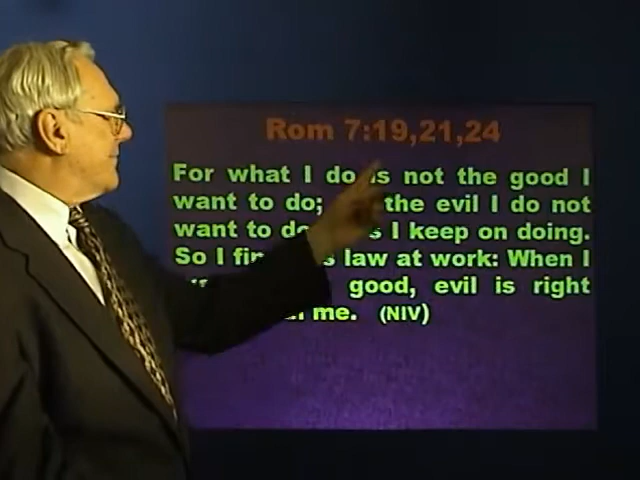 Rom 7:19,21,24
For what I do is not the good I
want to do; the evil I do not
want to do I keep on doing.
So I law at work: When I
good, evil is right
me. (NIV)